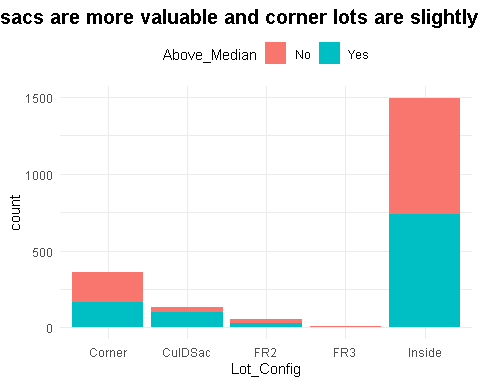 sacs are more valuable and corner lots are slightly
Above_Median No Yes
1500
1000
500
0
count
Corner CulDSac FR2 FR3 Inside
Lot_Config